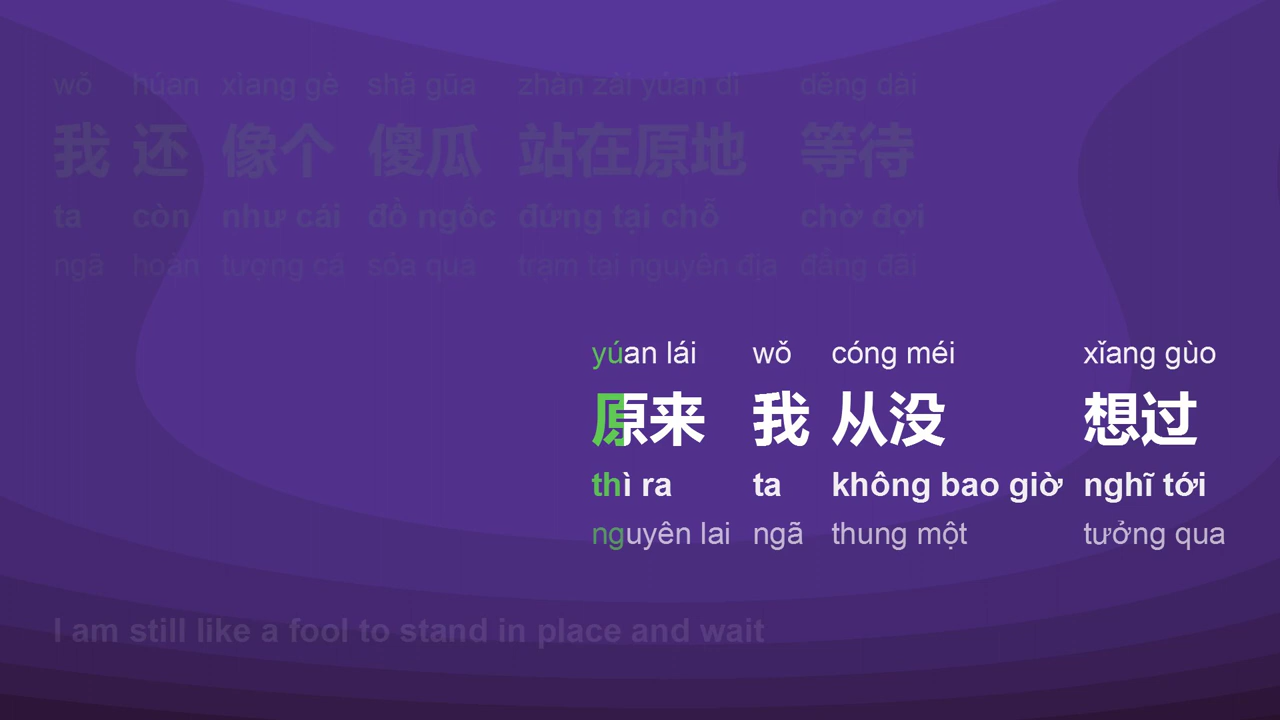 wǒ húan xìang gè shǎ gūa zhàn zài yúan dì děng dāi
我 还 像个 傻瓜 站在原地 等待
ta còn như cái đồ ngốc đứng tại chỗ chờ đợi
ngã hoàn tượng cá sỏa qua trạm tại nguyên địa đẳng đãi
yúan lái wǒ cóng méi xǐang gùo
原来 我 从没 想过
thì ra ta không bao giờ nghĩ tới
nguyên lai ngã thung một tưởng qua
I am still like a fool to stand in place and wait